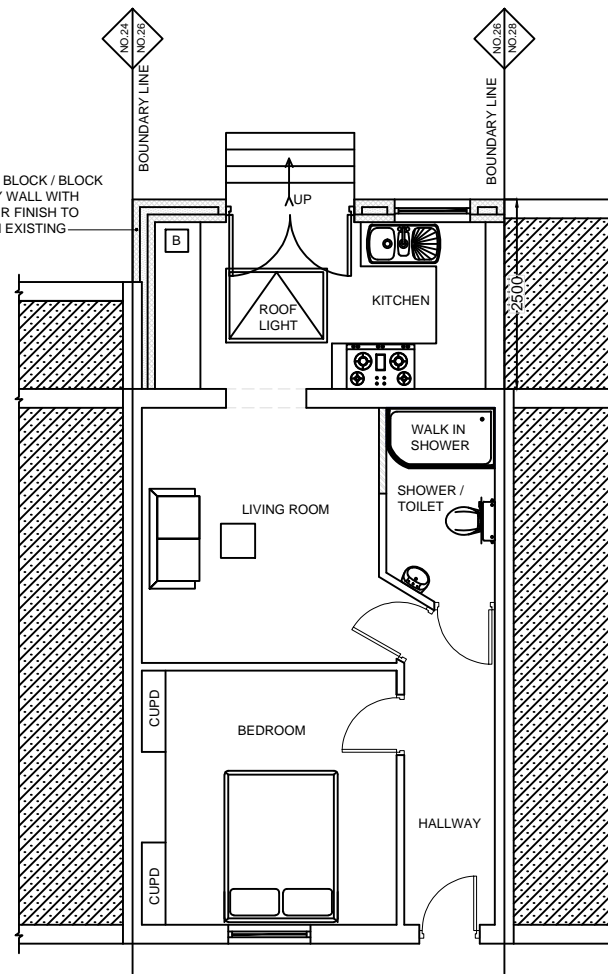 NO.24
NO.26
NO.26
NO.28
BOUNDARY LINE
BOUNDARY LINE
BLOCK / BLOCK
WALL WITH
FINISH TO
EXISTING
B
UP
ROOF
LIGHT
KITCHEN
2500
WALK IN
SHOWER
SHOWER /
TOILET
LIVING ROOM
CUPD
BEDROOM
HALLWAY
CUPD